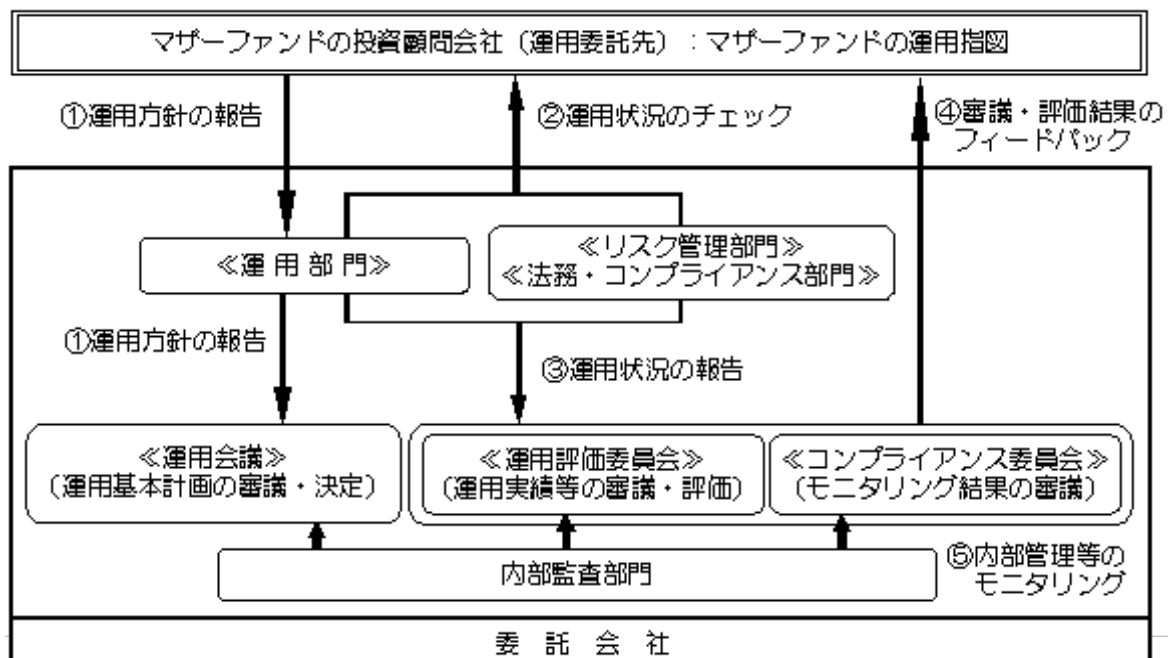 マザーファンドの投資顧問会社（運用委託先）：マザーファンドの運用指図
①運用方針の報告
②運用状況のチェック
④審議・評価結果の
フィードバック
≪運 用 部 門≫
≪リスク管理部門≫
≪法務・コンプライアンス部門≫
①運用方針の報告
③運用状況の報告
≪運用会議≫
（運用基本計画の審議・決定）
≪運用評価委員会≫
（運用実績等の審議・評価）
≪コンプライアンス委員会≫
（モニタリング結果の審議）
内部監査部門
⑤内部管理等の
モニタリング
委 託 会 社